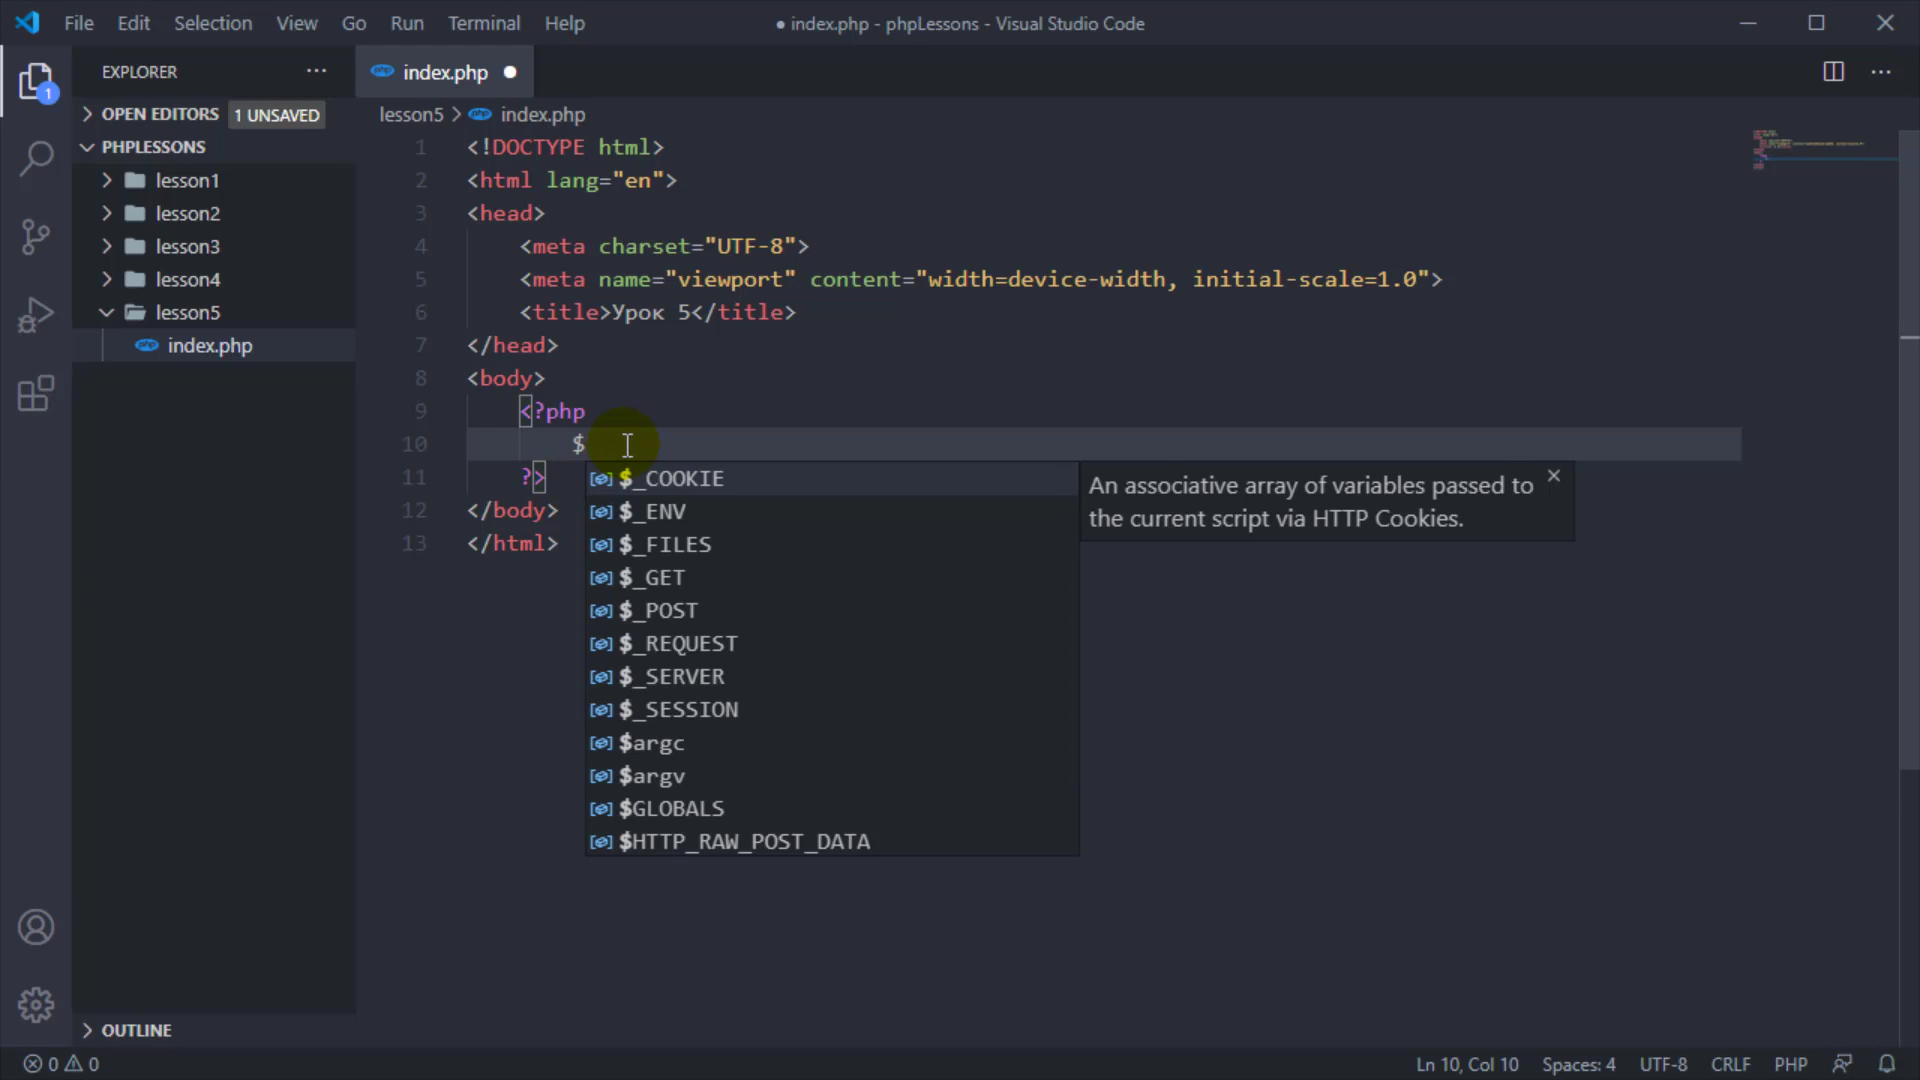 File Edit Selection View Go Run Terminal Help
● index.php - phpLessons - Visual Studio Code
EXPLORER
index.php
1
OPEN EDITORS 1 UNSAVED
lesson5 > index.php
PHPLESSONS
lesson1
lesson2
lesson3
lesson4
lesson5
index.php
1 <!DOCTYPE html>
2 <html lang="en">
3 <head>
4 <meta charset="UTF-8">
5 <meta name="viewport" content="width=device-width, initial-scale=1.0">
6 <title>Урок 5</title>
7 </head>
8 <body>
9 <?php
10 $
11 ?>
12 </body>
13 </html>
$_COOKIE
$_ENV
$_FILES
$_GET
$_POST
$_REQUEST
$_SERVER
$_SESSION
$argc
$argv
$GLOBALS
$HTTP_RAW_POST_DATA
An associative array of variables passed to
the current script via HTTP Cookies.
OUTLINE
0 0
Ln 10, Col 10 Spaces: 4 UTF-8 CRLF PHP